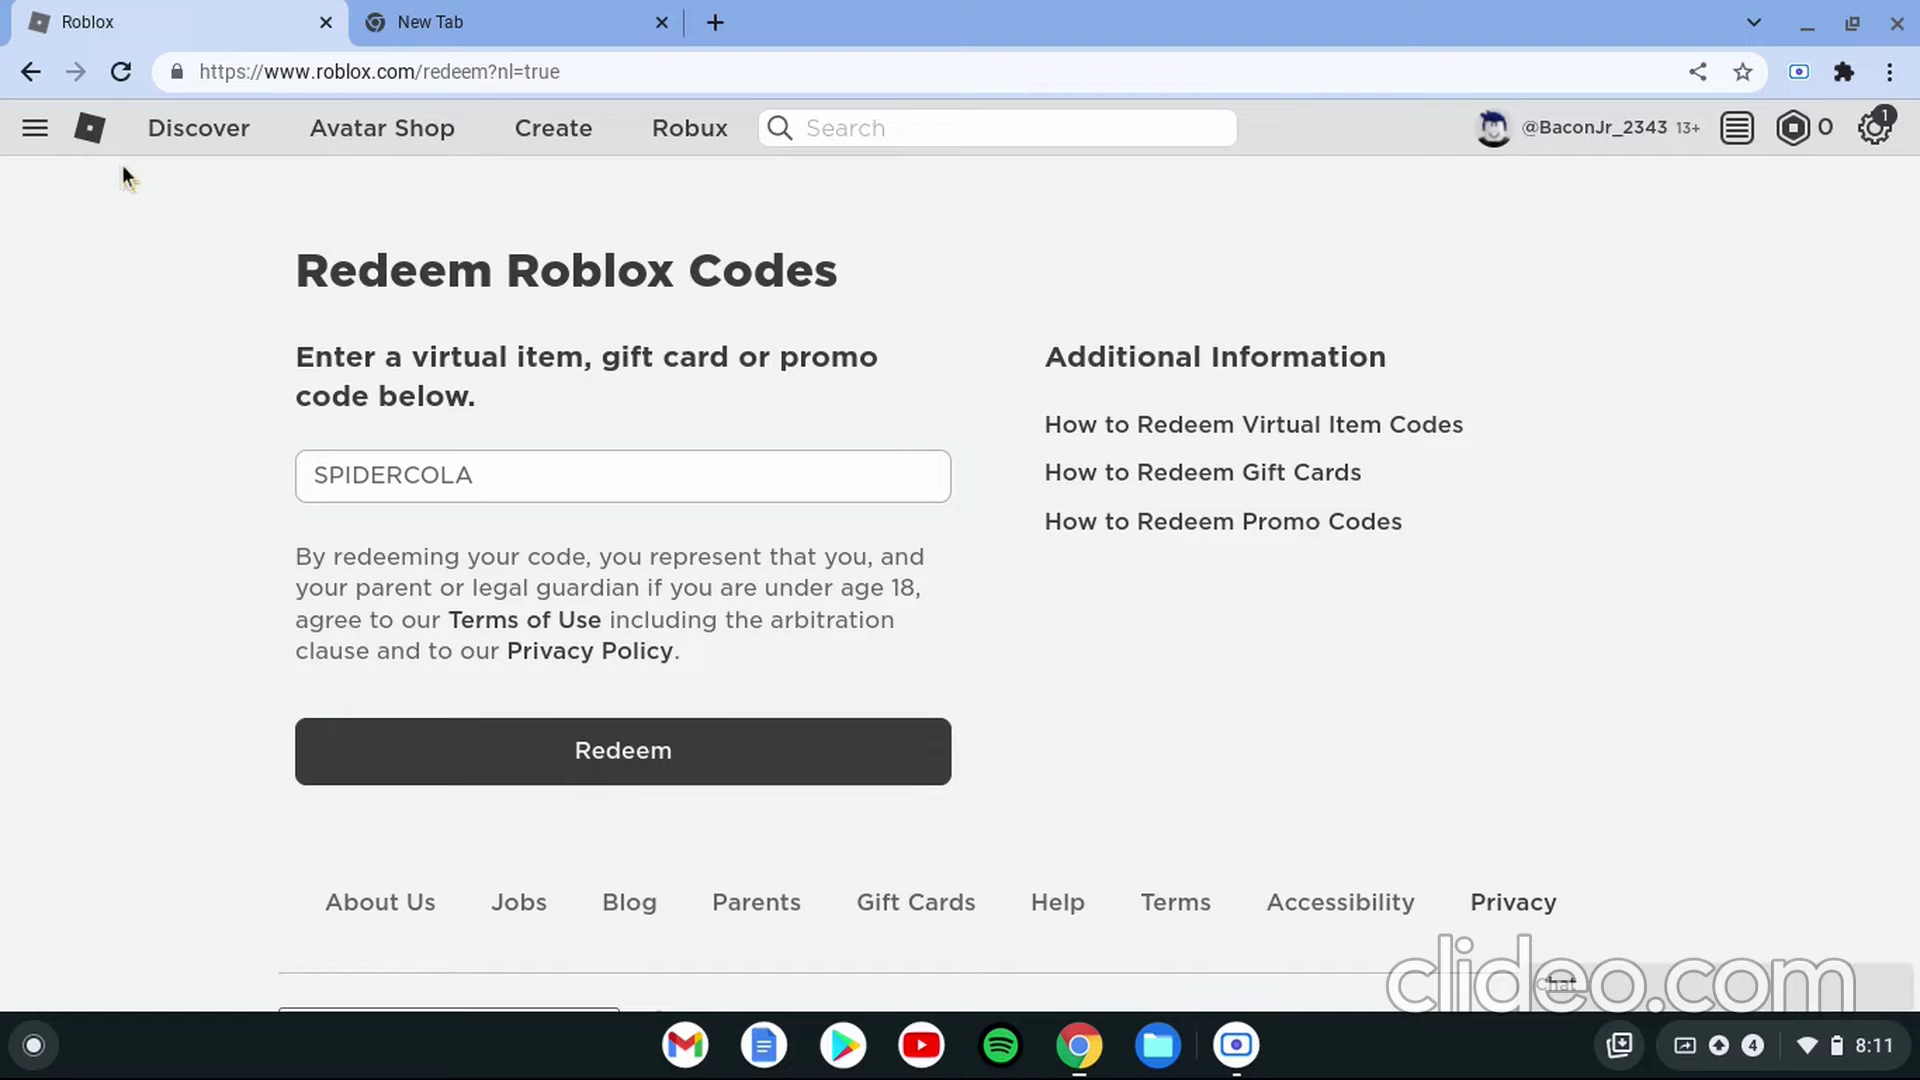 Roblox
New Tab
https://www.roblox.com/redeem?nl=true
Discover
Avatar Shop
Create
Robux
Search
@BaconJr_2343 13+
0
1
Redeem Roblox Codes
Enter a virtual item, gift card or promo
code below.
SPIDERCOLA
By redeeming your code, you represent that you, and
your parent or legal guardian if you are under age 18,
agree to our Terms of Use including the arbitration
clause and to our Privacy Policy.
Redeem
Additional Information
How to Redeem Virtual Item Codes
How to Redeem Gift Cards
How to Redeem Promo Codes
About Us
Jobs
Blog
Parents
Gift Cards
Help
Terms
Accessibility
Privacy
Chat
clideo.com
4
8:11